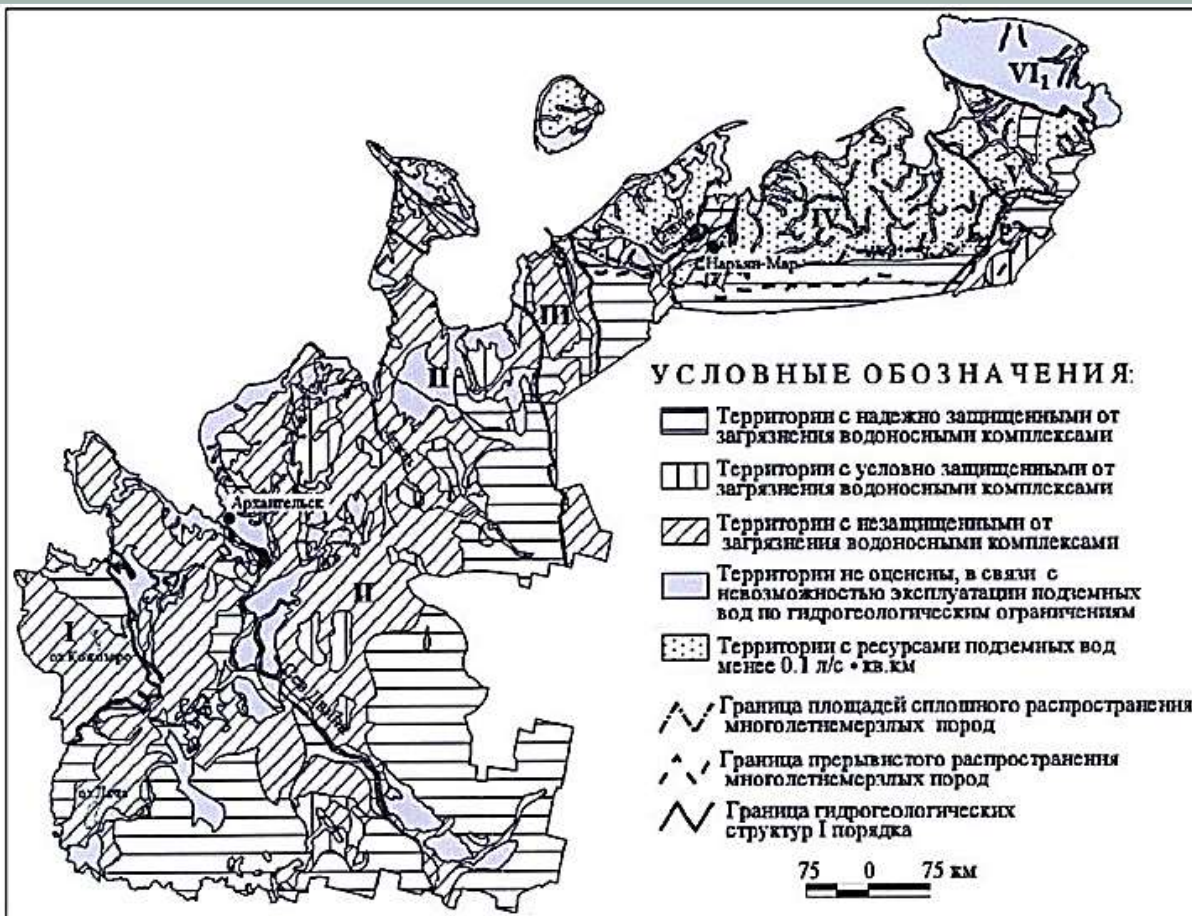 VI₁
IV
V
Нарьян-Мар
III
II
Архангельск
II
I
оз.Кожозеро
Сев.Двина
оз.Лача
УСЛОВНЫЕ ОБОЗНАЧЕНИЯ:
Территории с надежно защищенными от
загрязнения водоносными комплексами
Территории с условно защищенными от
загрязнения водоносными комплексами
Территории с незащищенными от
загрязнения водоносными комплексами
Территории не оценены, в связи с
невозможностью эксплуатации подземных
вод по гидрогеологическим ограничениям
Территории с ресурсами подземных вод
менее 0.1 л/с • кв.км
Граница площадей сплошного распространения
многолетнемерзлых пород
Граница прерывистого распространения
многолетнемерзлых пород
Граница гидрогеологических
структур I порядка
75 0 75 км